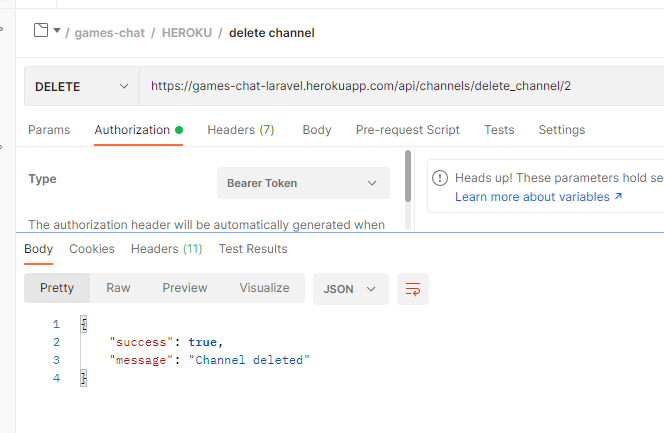 / games-chat / HEROKU / delete channel
DELETE https://games-chat-laravel.herokuapp.com/api/channels/delete_channel/2
Params Authorization Headers (7) Body Pre-request Script Tests Settings
Type Bearer Token
Heads up! These parameters hold se
Learn more about variables ↗
The authorization header will be automatically generated when
Body Cookies Headers (11) Test Results
Pretty Raw Preview Visualize JSON
1 {
2 "success": true,
3 "message": "Channel deleted"
4 }